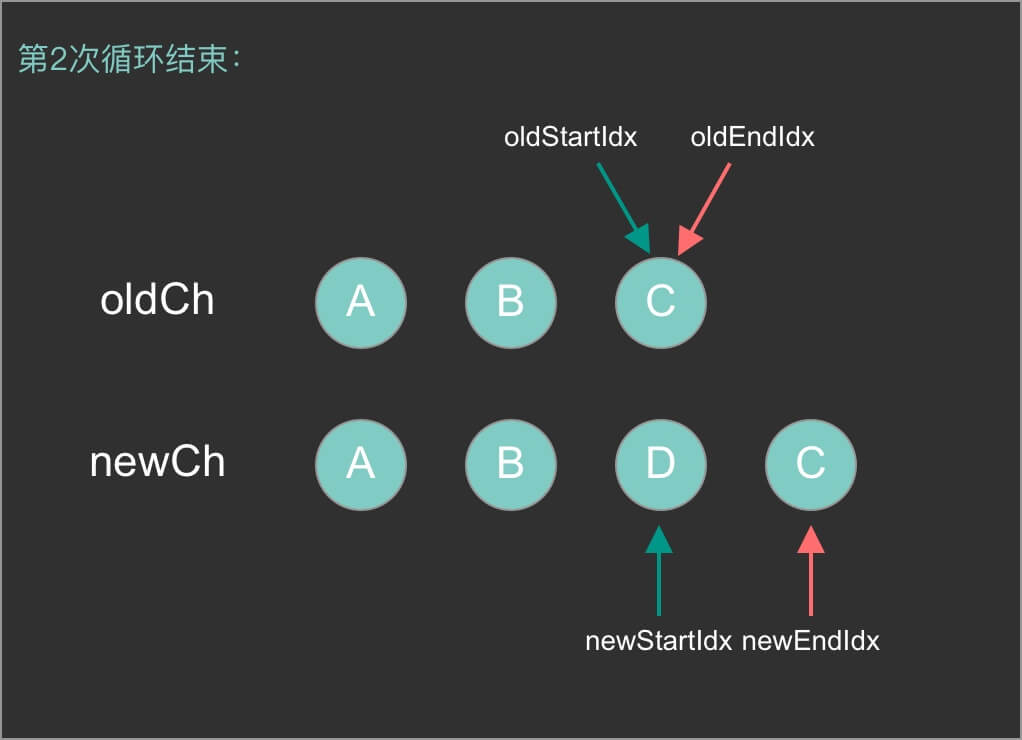 第2次循环结束：
oldStartIdx oldEndIdx
oldCh A B C
newCh A B D C
newStartIdx newEndIdx